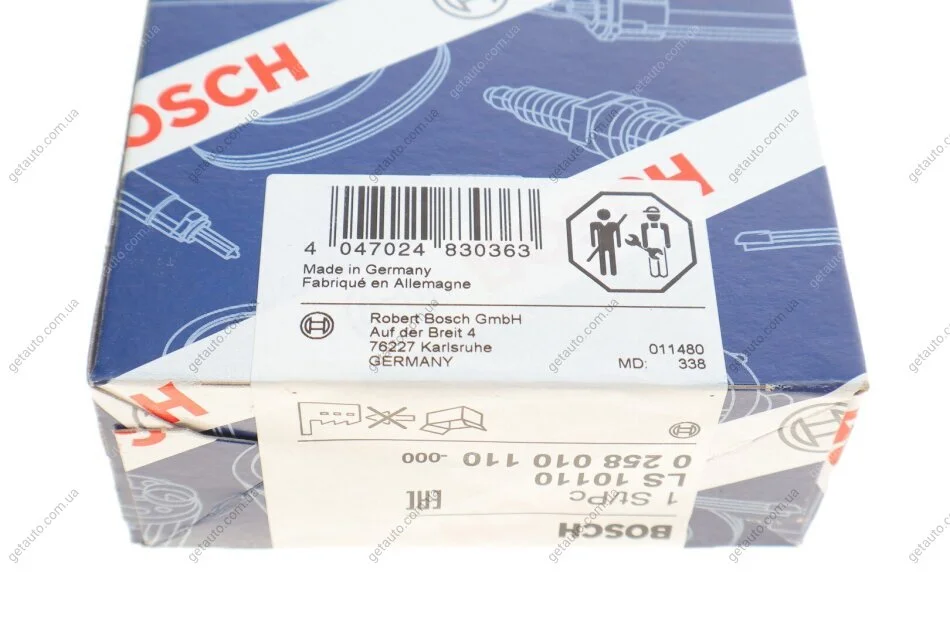 BOSCH
OSCH
CH
4 047024 830363
Made in Germany
Fabriqué en Allemagne
Robert Bosch GmbH
Auf der Breit 4
76227 Karlsruhe
GERMANY
011480
MD: 338
H
0 258 010 110 -000
LS 10110
1 St/Pc
EAC
BOSCH
getauto.com.ua